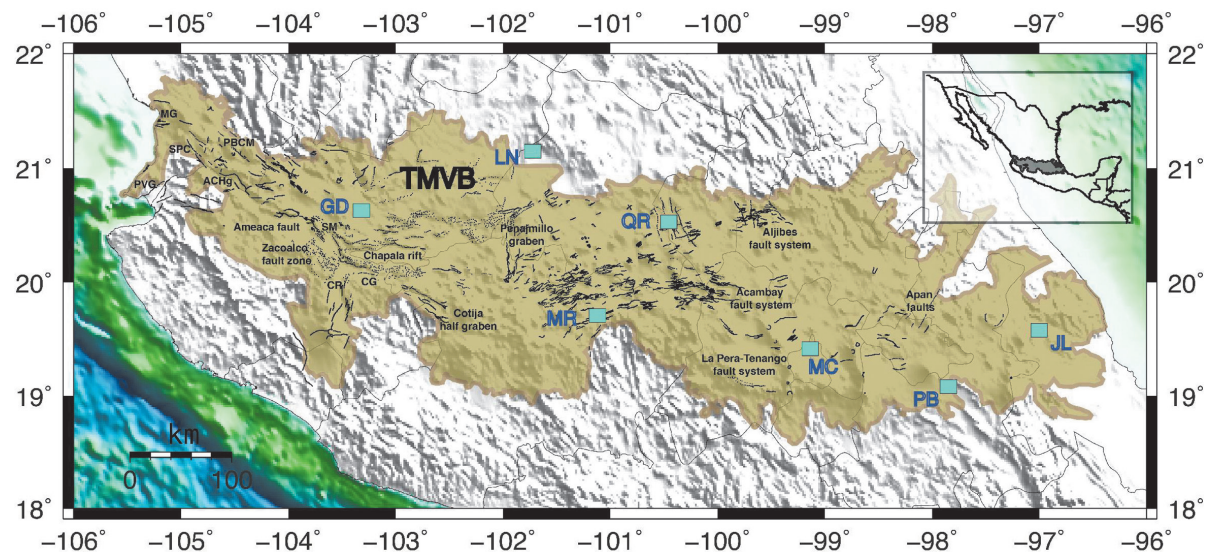 −106° −105° −104° −103° −102° −101° −100° −99° −98° −97° −96°
22° 22°
MG
SPC PBCM
LN
21° 21°
PVG ACHg TMVB
GD QR
Ameaca fault SM Penajmillo Aljibes
graben fault system
Zacoalco
fault zone Chapala rift
20° 20°
CR CG Acambay Apan
fault system faults
Cotija MR
half graben
JL
La Pera-Tenango MC
fault system
19° PB 19°
km
0 100
18° 18°
−106° −105° −104° −103° −102° −101° −100° −99° −98° −97° −96°